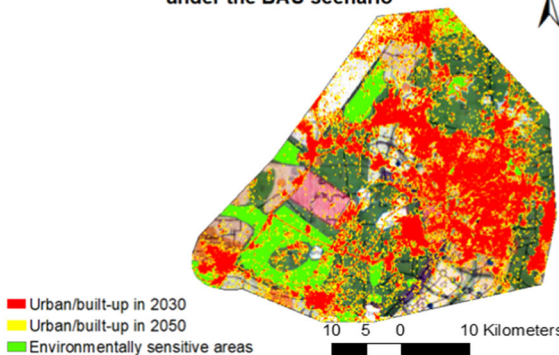 under the BAU scenario
Urban/built-up in 2030
Urban/built-up in 2050
Environmentally sensitive areas
10 5 0 10 Kilometers